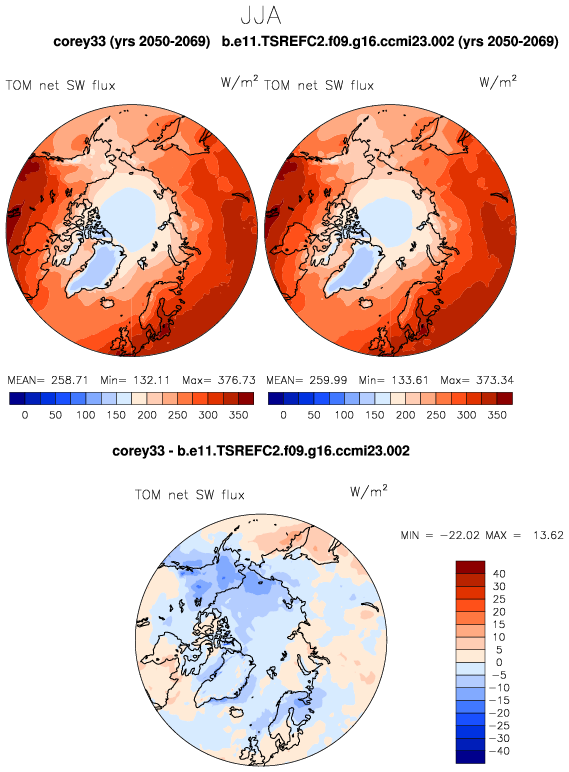 JJA
corey33 (yrs 2050-2069) b.e11.TSREFC2.f09.g16.ccmi23.002 (yrs 2050-2069)
TOM net SW flux W/m² TOM net SW flux W/m²
MEAN= 258.71 Min= 132.11 Max= 376.73 MEAN= 259.99 Min= 133.61 Max= 373.34
0 50 100 150 200 250 300 350 0 50 100 150 200 250 300 350
corey33 - b.e11.TSREFC2.f09.g16.ccmi23.002
TOM net SW flux W/m²
MIN = -22.02 MAX = 13.62
40
35
30
25
20
15
10
5
0
-5
-10
-15
-20
-25
-30
-35
-40